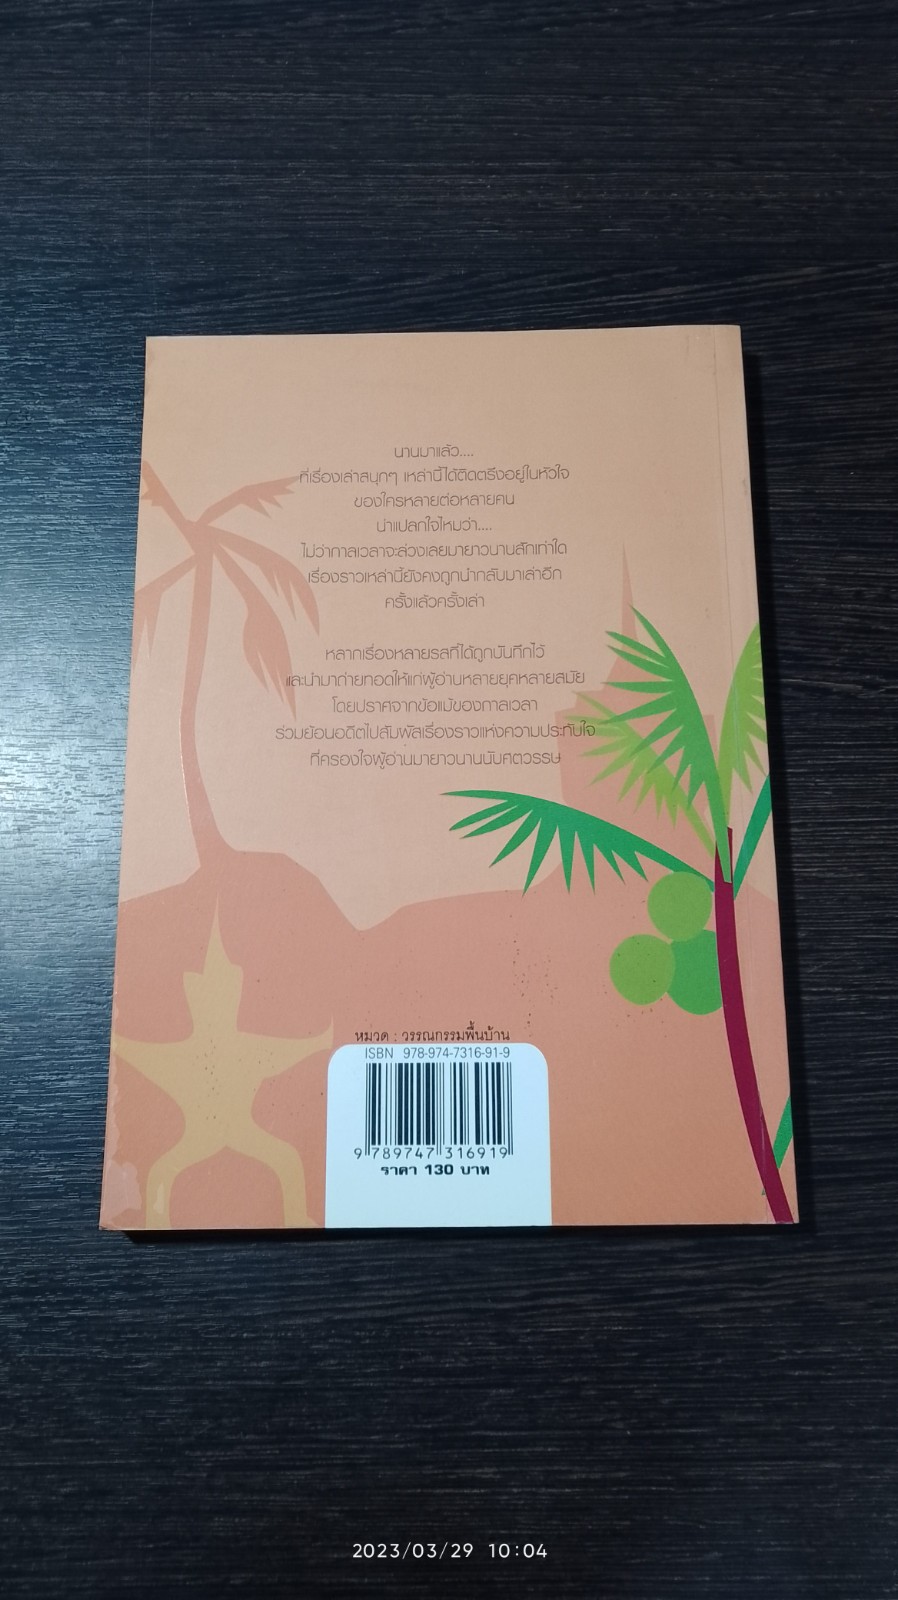 นานมาแล้ว....
ที่เรื่องเล่าสนุกๆ เหล่านี้ได้ติดตรึงอยู่ในหัวใจ
ของใครหลายต่อหลายคน
น่าแปลกใจไหมว่า....
ไม่ว่ากาลเวลาจะล่วงเลยมายาวนานสักเท่าใด
เรื่องราวเหล่านี้ยังคงถูกนำกลับมาเล่าอีก
ครั้งแล้วครั้งเล่า
หลากเรื่องหลายรสที่ได้ถูกบันทึกไว้
และนำมาถ่ายทอดให้แก่ผู้อ่านหลายยุคหลายสมัย
โดยปราศจากข้อแม้ของกาลเวลา
ร่วมย้อนอดีตไปสัมผัสเรื่องราวแห่งความประทับใจ
ที่ครองใจผู้อ่านมายาวนานนับศตวรรษ
หมวด : วรรณกรรมพื้นบ้าน
ISBN 978-974-7316-91-9
9 789747 316919
ราคา 130 บาท
2023/03/29 10:04